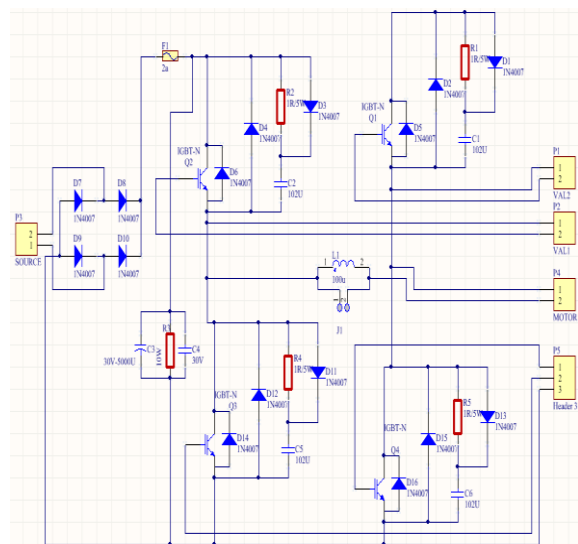 F1
2a
R1
1R/5W
D1
1N4007
D2
1N4007
R2
1R/5W
D3
1N4007
D4
1N4007
IGBT-N
Q1
D5
1N4007
C1
102U
IGBT-N
Q2
D6
1N4007
C2
102U
P1
1
2
VAL2
P2
1
2
VAL1
D7
1N4007
D8
1N4007
P3
2
1
SOURCE
D9
1N4007
D10
1N4007
L1
1
2
100u
J1
P4
1
2
MOTOR
C3
30V-5000U
10W
C4
30V
R4
1R/5W
D11
1N4007
D12
1N4007
IGBT-N
Q3
D14
1N4007
C5
102U
P5
1
2
3
Header 3
R5
1R/5W
D13
1N4007
IGBT-N
D15
1N4007
Q4
D16
1N4007
C6
102U